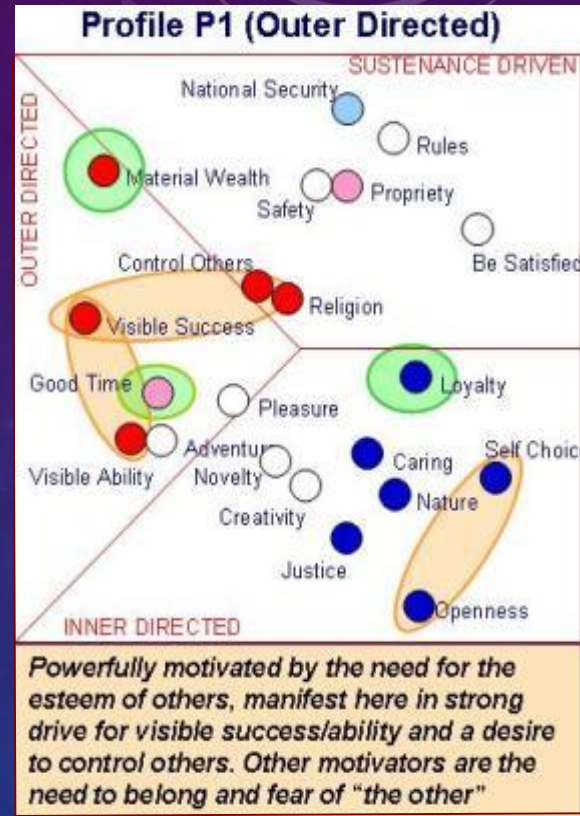 Profile P1 (Outer Directed)
SUSTENANCE DRIVEN
OUTER DIRECTED
National Security
Rules
Material Wealth
Safety
Propriety
Be Satisfied
Control Others
Religion
Visible Success
Good Time
Pleasure
Loyalty
Visible Ability
Adventur
Novelty
Caring
Self Choic
Creativity
Nature
Justice
Openness
INNER DIRECTED
Powerfully motivated by the need for the
esteem of others, manifest here in strong
drive for visible success/ability and a desire
to control others. Other motivators are the
need to belong and fear of "the other"